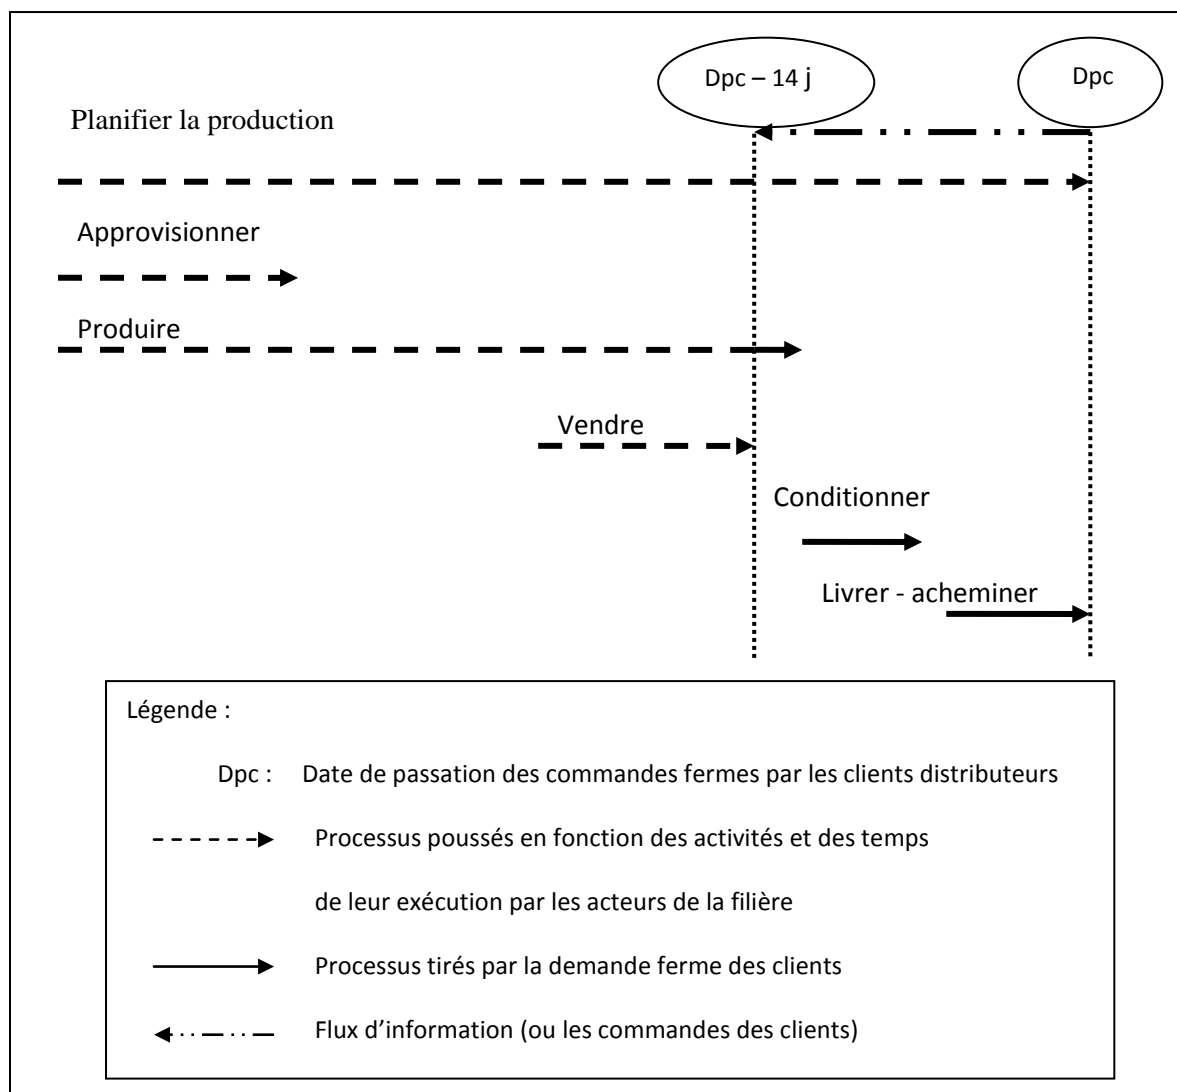 Dpc – 14 j
Dpc
Planifier la production
Approvisionner
Produire
Vendre
Conditionner
Livrer - acheminer
Légende :
Dpc : Date de passation des commandes fermes par les clients distributeurs
Processus poussés en fonction des activités et des temps
de leur exécution par les acteurs de la filière
Processus tirés par la demande ferme des clients
Flux d’information (ou les commandes des clients)